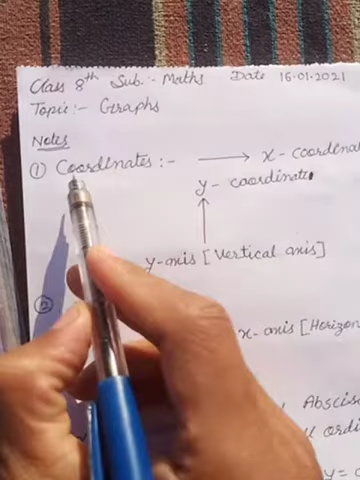 Class 8th Sub:- Maths Date 16.01.2021
Topic:- Graphs
Notes
① Coordinates :- → x-coordina
y-coordinate
y-axis [Vertical axis]
②
x-axis [Horizon
Abscis
ordi
y =